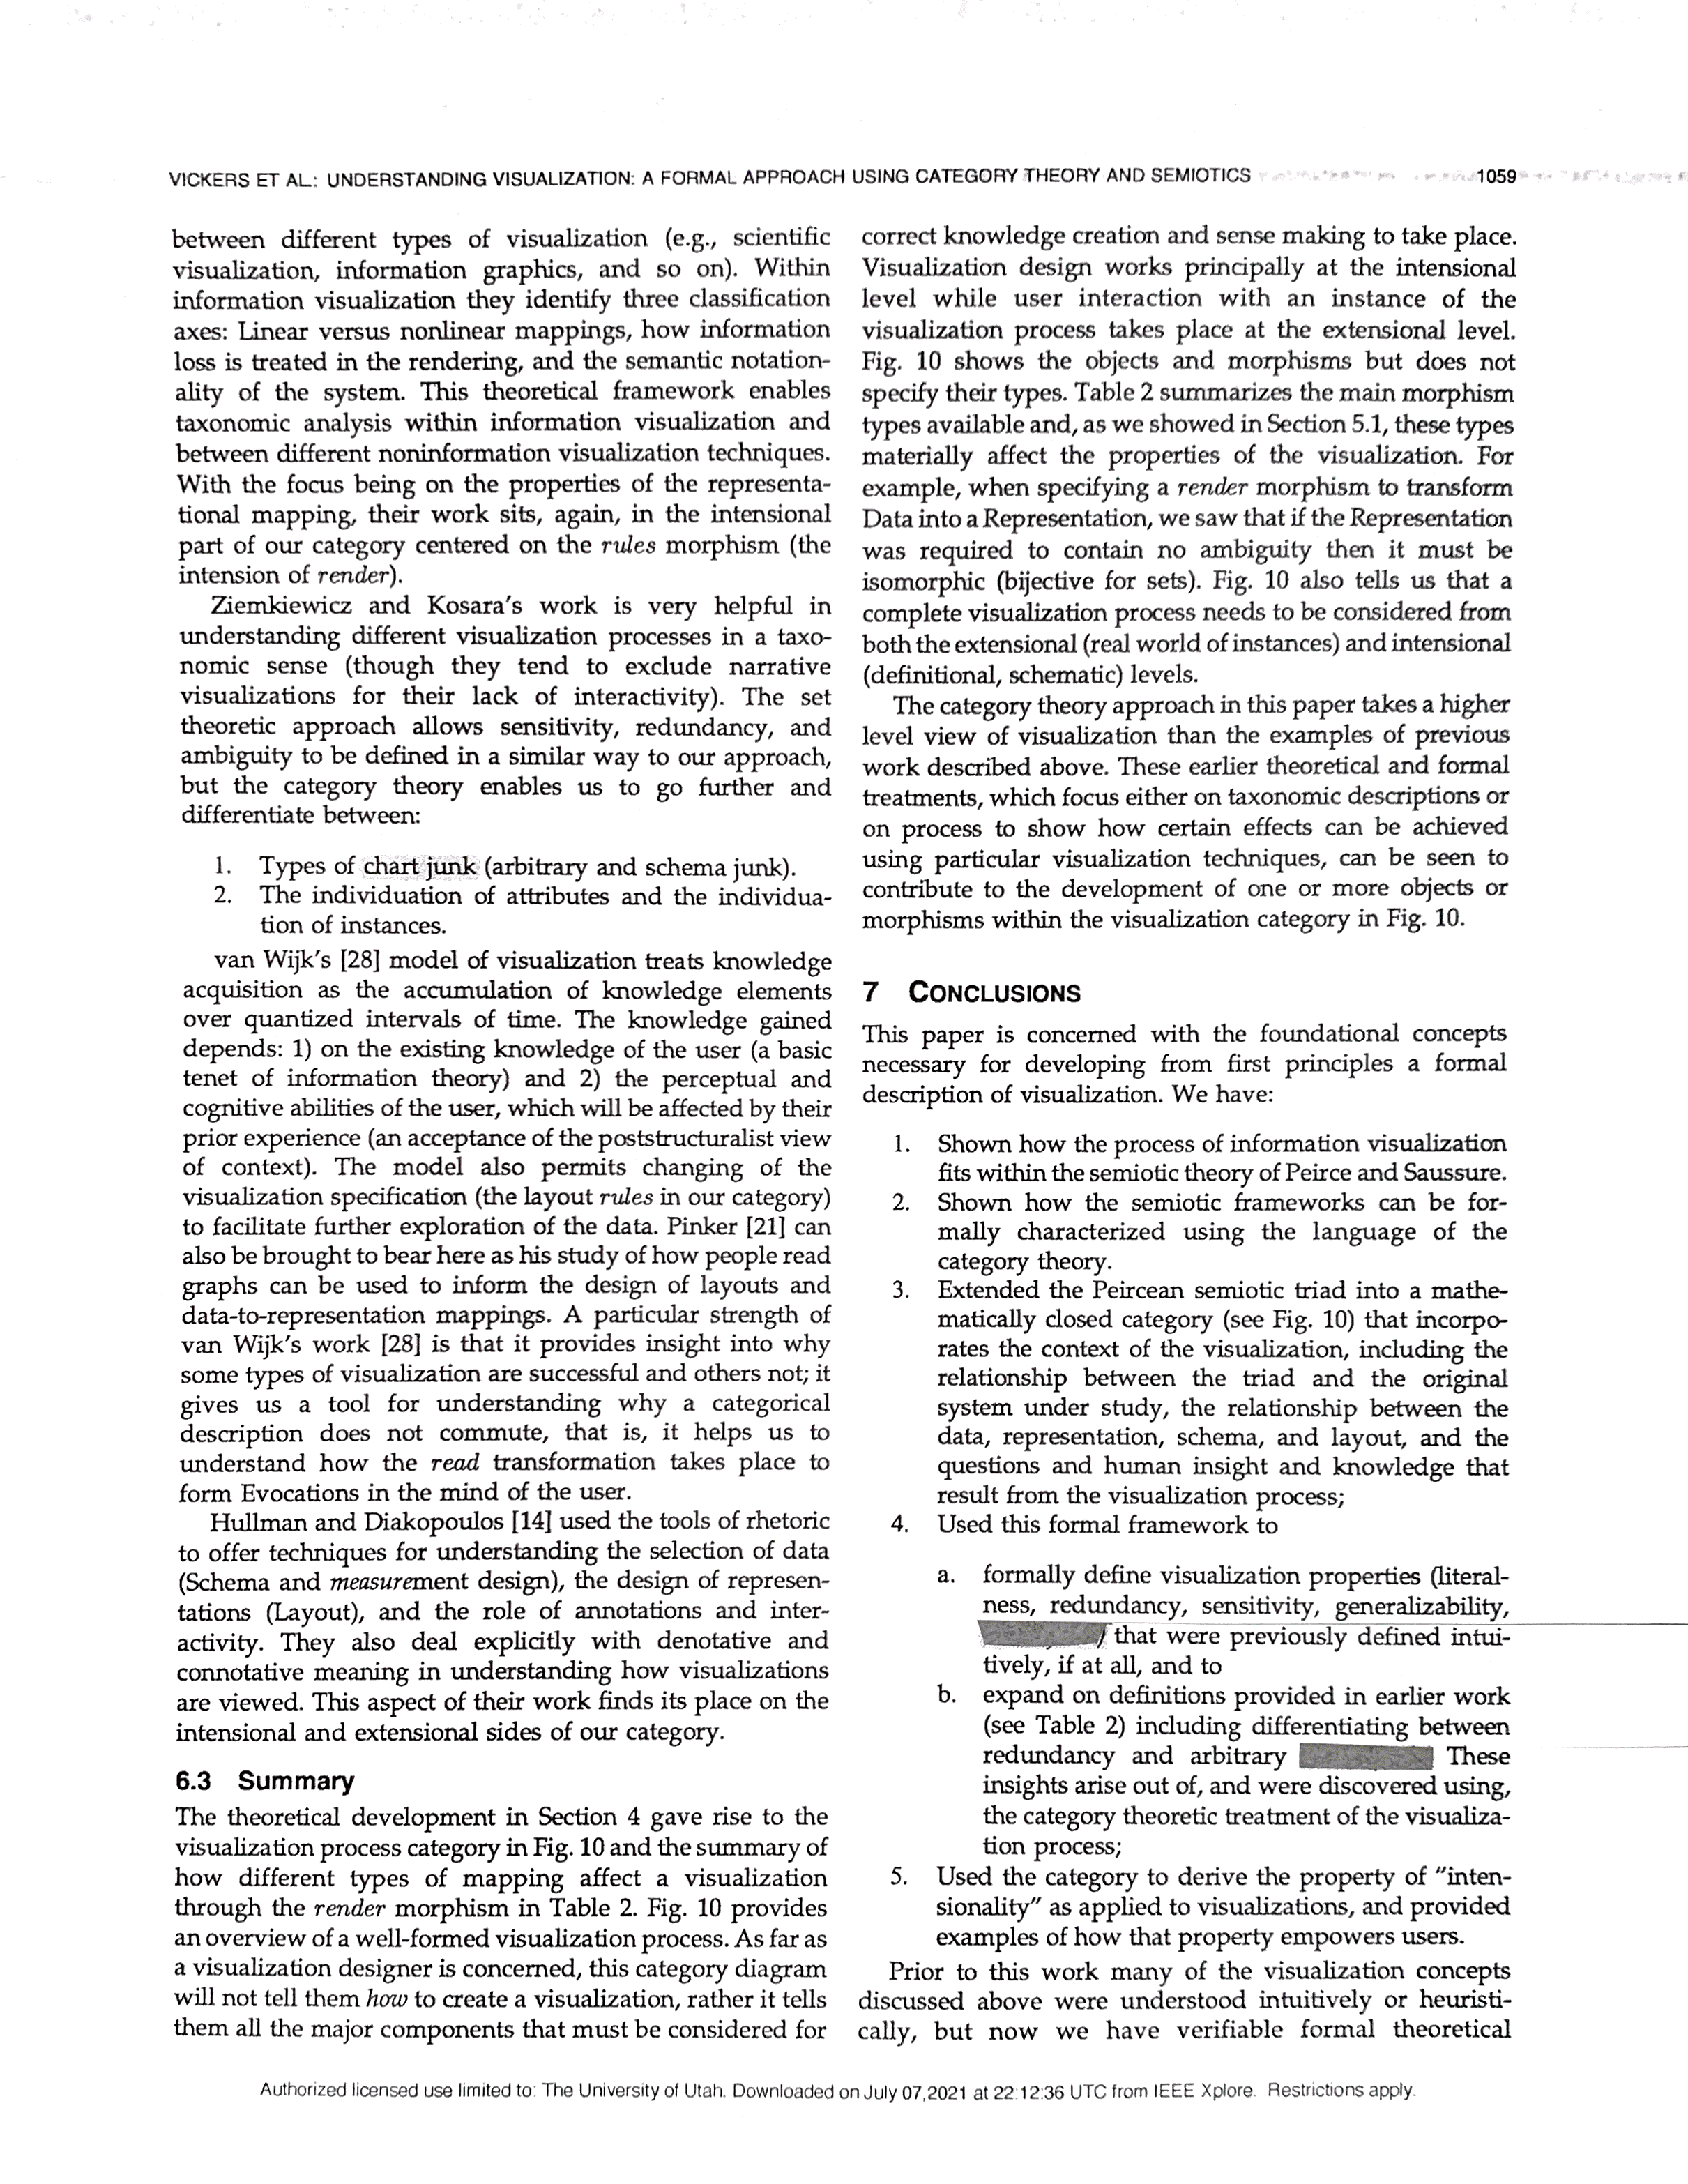 VICKERS ET AL: UNDERSTANDING VISUALIZATION: A FORMAL APPROACH USING CATEGORY THEORY AND SEMIOTICS
1059
between different types of visualization (e.g., scientific
visualization, information graphics, and so on). Within
information visualization they identify three classification
axes: Linear versus nonlinear mappings, how information
loss is treated in the rendering, and the semantic notation-
ality of the system. This theoretical framework enables
taxonomic analysis within information visualization and
between different noninformation visualization techniques.
With the focus being on the properties of the representa-
tional mapping, their work sits, again, in the intensional
part of our category centered on the rules morphism (the
intension of render).
Ziemkiewicz and Kosara's work is very helpful in
understanding different visualization processes in a taxo-
nomic sense (though they tend to exclude narrative
visualizations for their lack of interactivity). The set
theoretic approach allows sensitivity, redundancy, and
ambiguity to be defined in a similar way to our approach,
but the category theory enables us to go further and
differentiate between:
1. Types of chart junk (arbitrary and schema junk).
2. The individuation of attributes and the individua-
tion of instances.
van Wijk's [28] model of visualization treats knowledge
acquisition as the accumulation of knowledge elements
over quantized intervals of time. The knowledge gained
depends: 1) on the existing knowledge of the user (a basic
tenet of information theory) and 2) the perceptual and
cognitive abilities of the user, which will be affected by their
prior experience (an acceptance of the poststructuralist view
of context). The model also permits changing of the
visualization specification (the layout rules in our category)
to facilitate further exploration of the data. Pinker [21] can
also be brought to bear here as his study of how people read
graphs can be used to inform the design of layouts and
data-to-representation mappings. A particular strength of
van Wijk's work [28] is that it provides insight into why
some types of visualization are successful and others not; it
gives us a tool for understanding why a categorical
description does not commute, that is, it helps us to
understand how the read transformation takes place to
form Evocations in the mind of the user.
Hullman and Diakopoulos [14] used the tools of rhetoric
to offer techniques for understanding the selection of data
(Schema and measurement design), the design of represen-
tations (Layout), and the role of annotations and inter-
activity. They also deal explicitly with denotative and
connotative meaning in understanding how visualizations
are viewed. This aspect of their work finds its place on the
intensional and extensional sides of our category.
6.3 Summary
The theoretical development in Section 4 gave rise to the
visualization process category in Fig. 10 and the summary of
how different types of mapping affect a visualization
through the render morphism in Table 2. Fig. 10 provides
an overview of a well-formed visualization process. As far as
a visualization designer is concerned, this category diagram
will not tell them how to create a visualization, rather it tells
them all the major components that must be considered for
correct knowledge creation and sense making to take place.
Visualization design works principally at the intensional
level while user interaction with an instance of the
visualization process takes place at the extensional level.
Fig. 10 shows the objects and morphisms but does not
specify their types. Table 2 summarizes the main morphism
types available and, as we showed in Section 5.1, these types
materially affect the properties of the visualization. For
example, when specifying a render morphism to transform
Data into a Representation, we saw that if the Representation
was required to contain no ambiguity then it must be
isomorphic (bijective for sets). Fig. 10 also tells us that a
complete visualization process needs to be considered from
both the extensional (real world of instances) and intensional
(definitional, schematic) levels.
The category theory approach in this paper takes a higher
level view of visualization than the examples of previous
work described above. These earlier theoretical and formal
treatments, which focus either on taxonomic descriptions or
on process to show how certain effects can be achieved
using particular visualization techniques, can be seen to
contribute to the development of one or more objects or
morphisms within the visualization category in Fig. 10.
7 CONCLUSIONS
This paper is concerned with the foundational concepts
necessary for developing from first principles a formal
description of visualization. We have:
1. Shown how the process of information visualization
fits within the semiotic theory of Peirce and Saussure.
2. Shown how the semiotic frameworks can be for-
mally characterized using the language of the
category theory.
3. Extended the Peircean semiotic triad into a mathe-
matically closed category (see Fig. 10) that incorpo-
rates the context of the visualization, including the
relationship between the triad and the original
system under study, the relationship between the
data, representation, schema, and layout, and the
questions and human insight and knowledge that
result from the visualization process;
4. Used this formal framework to
a. formally define visualization properties (literal-
ness, redundancy, sensitivity, generalizability,
that were previously defined intui-
tively, if at all, and to
b. expand on definitions provided in earlier work
(see Table 2) including differentiating between
redundancy and arbitrary These
insights arise out of, and were discovered using,
the category theoretic treatment of the visualiza-
tion process;
5. Used the category to derive the property of "inten-
sionality" as applied to visualizations, and provided
examples of how that property empowers users.
Prior to this work many of the visualization concepts
discussed above were understood intuitively or heuristi-
cally, but now we have verifiable formal theoretical
Authorized licensed use limited to: The University of Utah. Downloaded on July 07,2021 at 22:12:36 UTC from IEEE Xplore. Restrictions apply.